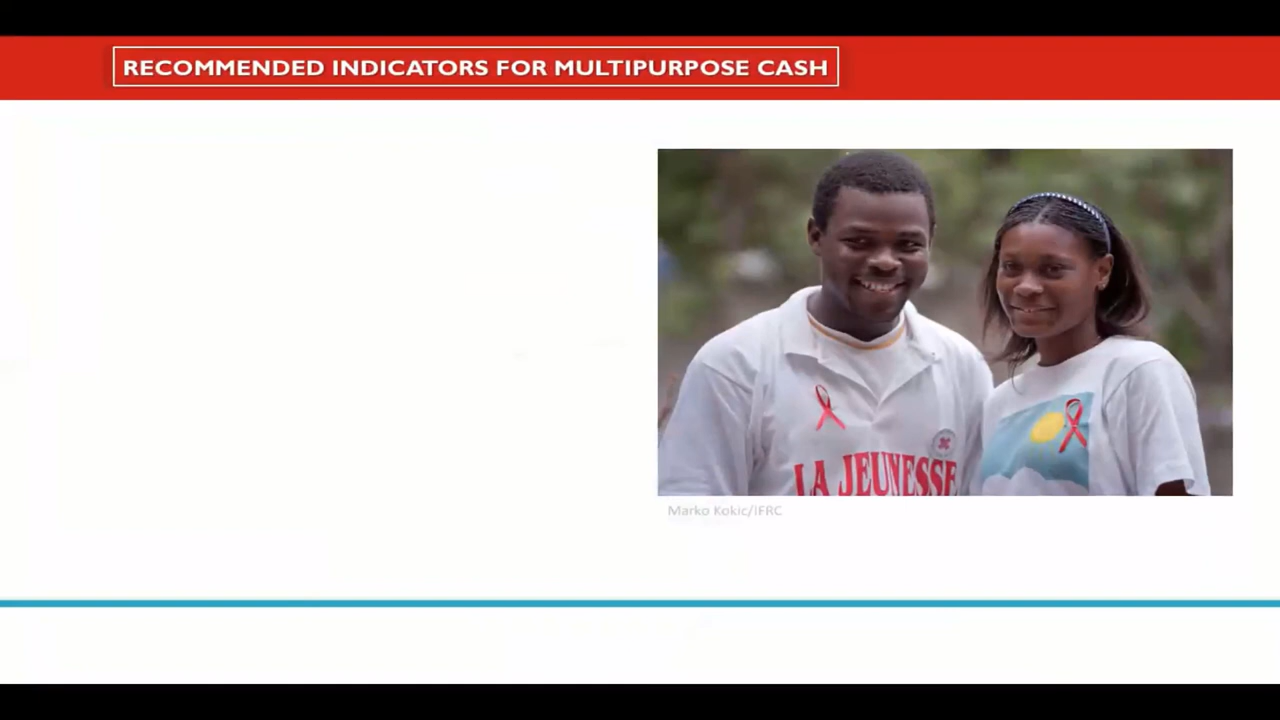 RECOMMENDED INDICATORS FOR MULTIPURPOSE CASH
LA JEUNESSE
Marko Kokic/IFRC